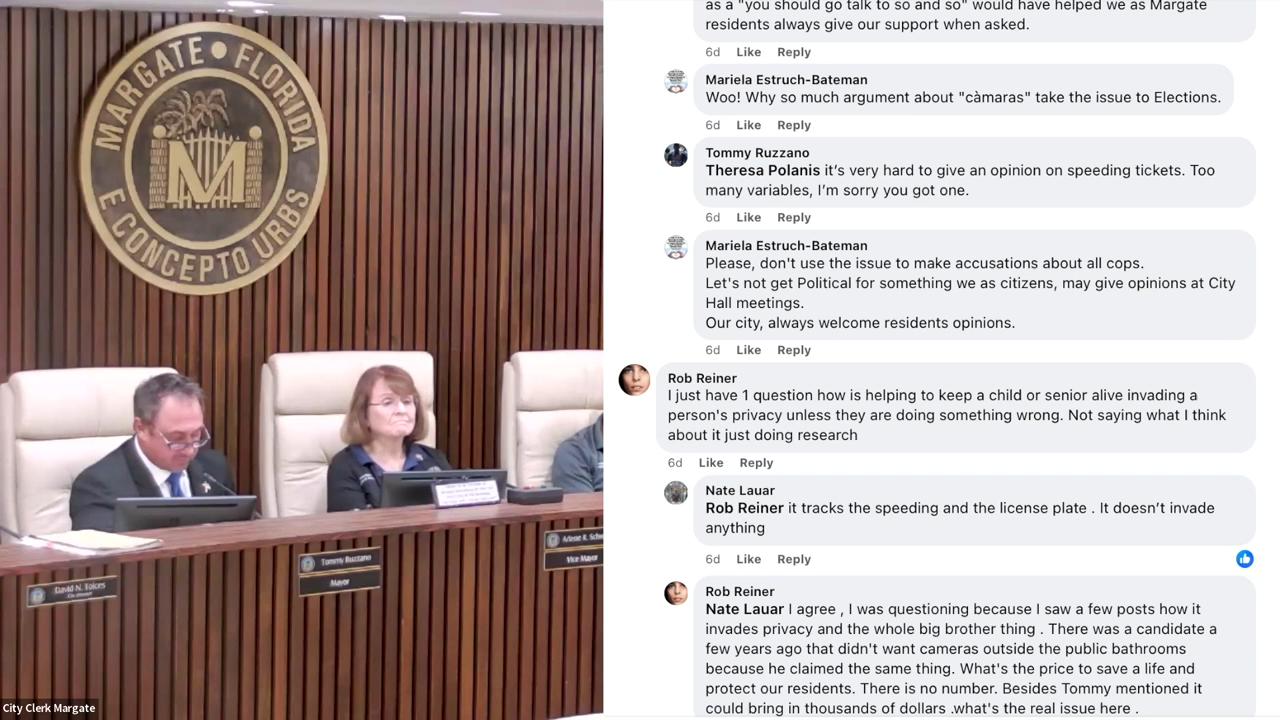 MARGATE • FLORIDA
M
E CONCEPTO URBS
David N. Tolces
Tommy Ruzzano
Mayor
Arlene R. Schw
Vice Mayor
City Clerk Margate
as a "you should go talk to so and so" would have helped we as Margate
residents always give our support when asked.
6d Like Reply
Mariela Estruch-Bateman
Woo! Why so much argument about "càmaras" take the issue to Elections.
6d Like Reply
Tommy Ruzzano
Theresa Polanis it's very hard to give an opinion on speeding tickets. Too
many variables, I'm sorry you got one.
6d Like Reply
Mariela Estruch-Bateman
Please, don't use the issue to make accusations about all cops.
Let's not get Political for something we as citizens, may give opinions at City
Hall meetings.
Our city, always welcome residents opinions.
6d Like Reply
Rob Reiner
I just have 1 question how is helping to keep a child or senior alive invading a
person's privacy unless they are doing something wrong. Not saying what I think
about it just doing research
6d Like Reply
Nate Lauar
Rob Reiner it tracks the speeding and the license plate . It doesn't invade
anything
6d Like Reply
Rob Reiner
Nate Lauar I agree , I was questioning because I saw a few posts how it
invades privacy and the whole big brother thing . There was a candidate a
few years ago that didn't want cameras outside the public bathrooms
because he claimed the same thing. What's the price to save a life and
protect our residents. There is no number. Besides Tommy mentioned it
could bring in thousands of dollars .what's the real issue here .